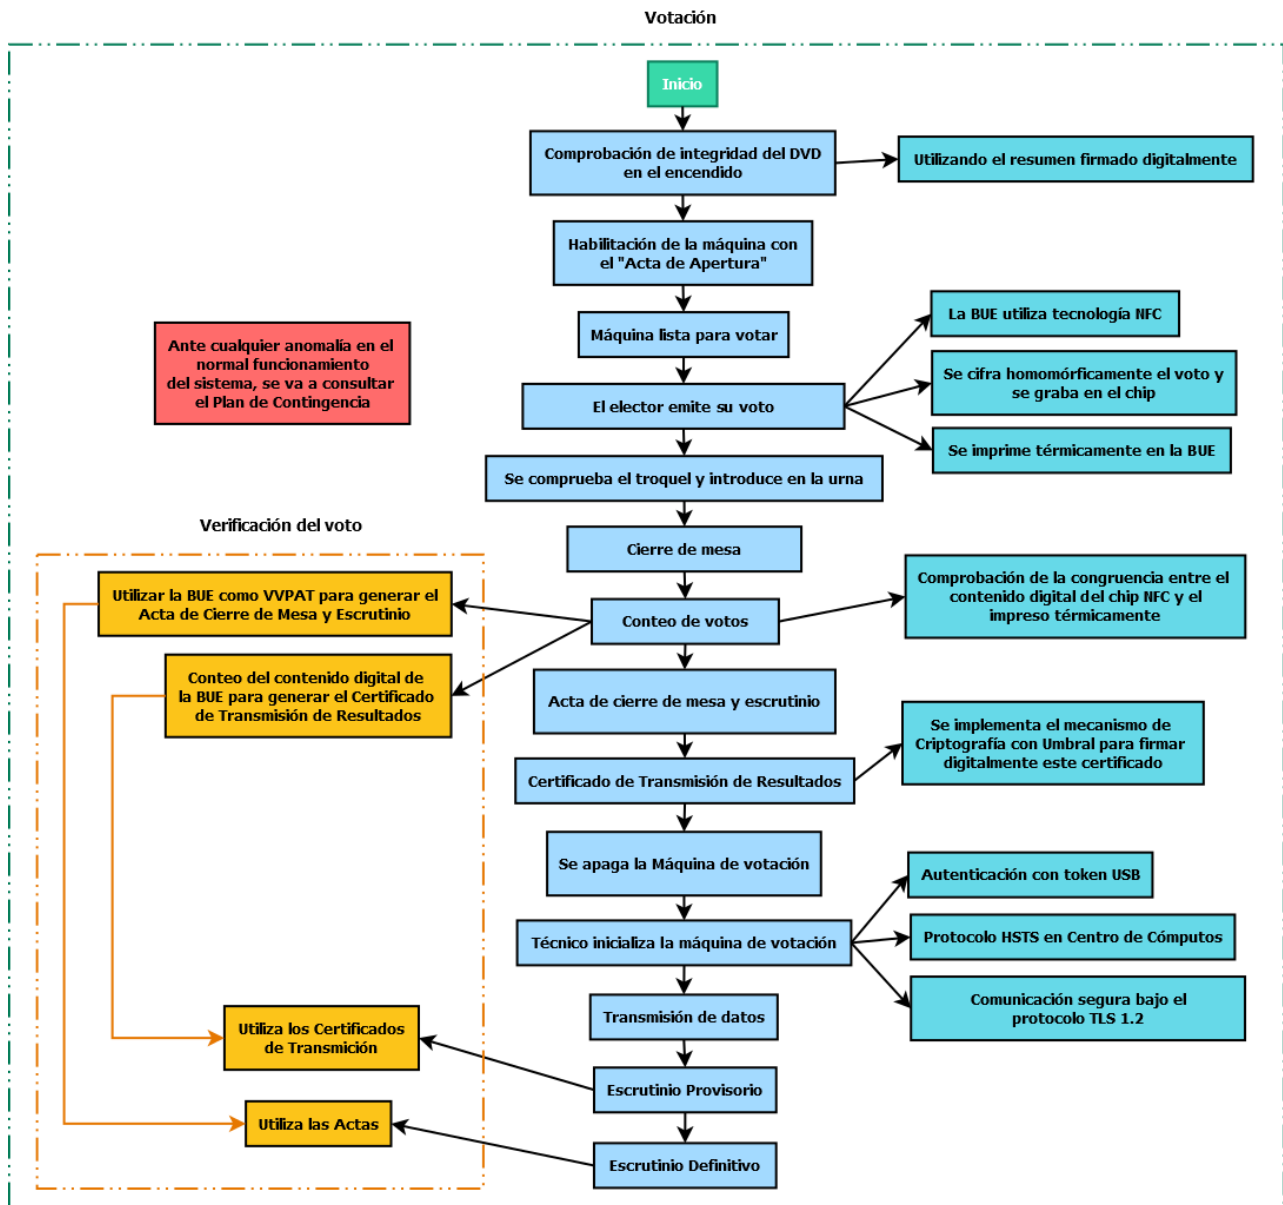 Votación
Inicio
Comprobación de integridad del DVD
en el encendido
Utilizando el resumen firmado digitalmente
Habilitación de la máquina con
el "Acta de Apertura"
Máquina lista para votar
La BUE utiliza tecnología NFC
Ante cualquier anomalía en el
normal funcionamiento
del sistema, se va a consultar
el Plan de Contingencia
Se cifra homomórficamente el voto y
se graba en el chip
El elector emite su voto
Se imprime térmicamente en la BUE
Se comprueba el troquel y introduce en la urna
Verificación del voto
Cierre de mesa
Utilizar la BUE como VVPAT para generar el
Acta de Cierre de Mesa y Escrutinio
Conteo de votos
Comprobación de la congruencia entre el
contenido digital del chip NFC y el
impreso térmicamente
Conteo del contenido digital de
la BUE para generar el Certificado
de Transmisión de Resultados
Acta de cierre de mesa y escrutinio
Se implementa el mecanismo de
Criptografía con Umbral para firmar
digitalmente este certificado
Certificado de Transmisión de Resultados
Se apaga la Máquina de votación
Autenticación con token USB
Técnico inicializa la máquina de votación
Protocolo HSTS en Centro de Cómputos
Comunicación segura bajo el
protocolo TLS 1.2
Transmisión de datos
Utiliza los Certificados
de Transmición
Escrutinio Provisorio
Utiliza las Actas
Escrutinio Definitivo